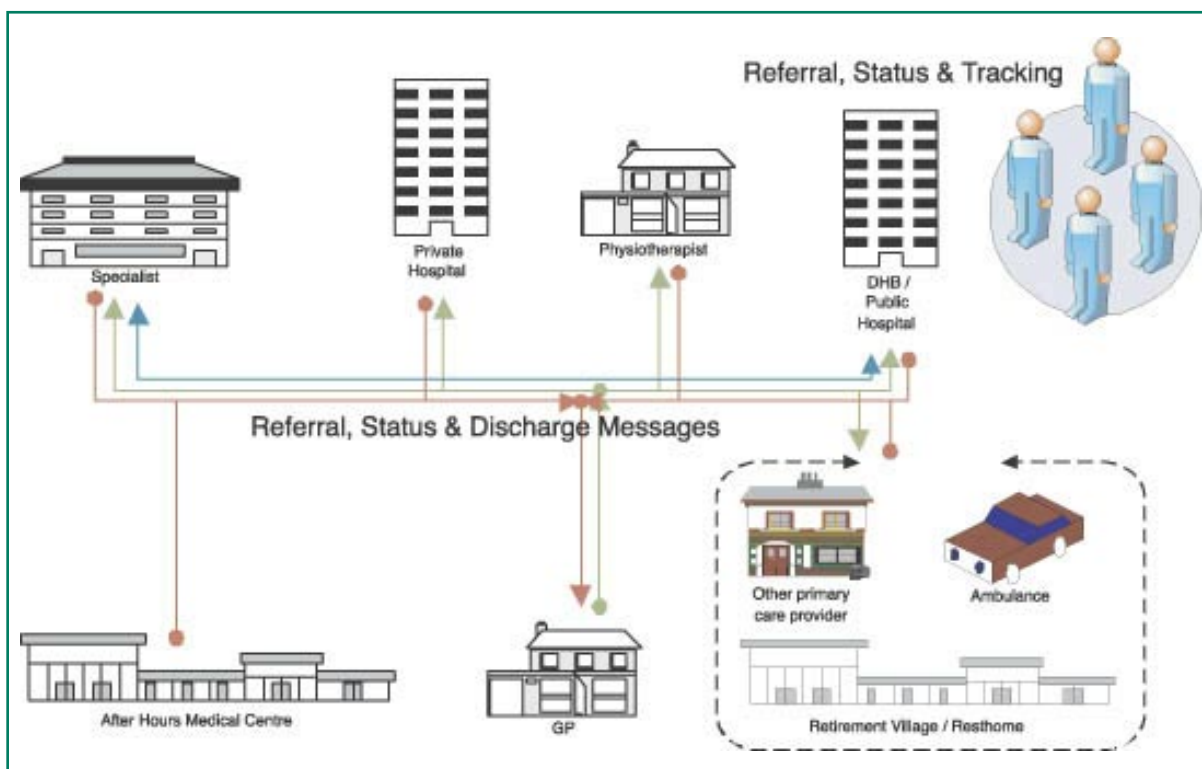 Referral, Status & Tracking
Specialist
Private
Hospital
Physiotherapist
DHB /
Public
Hospital
Referral, Status & Discharge Messages
Other primary
care provider
Ambulance
After Hours Medical Centre
GP
Retirement Village / Resthome